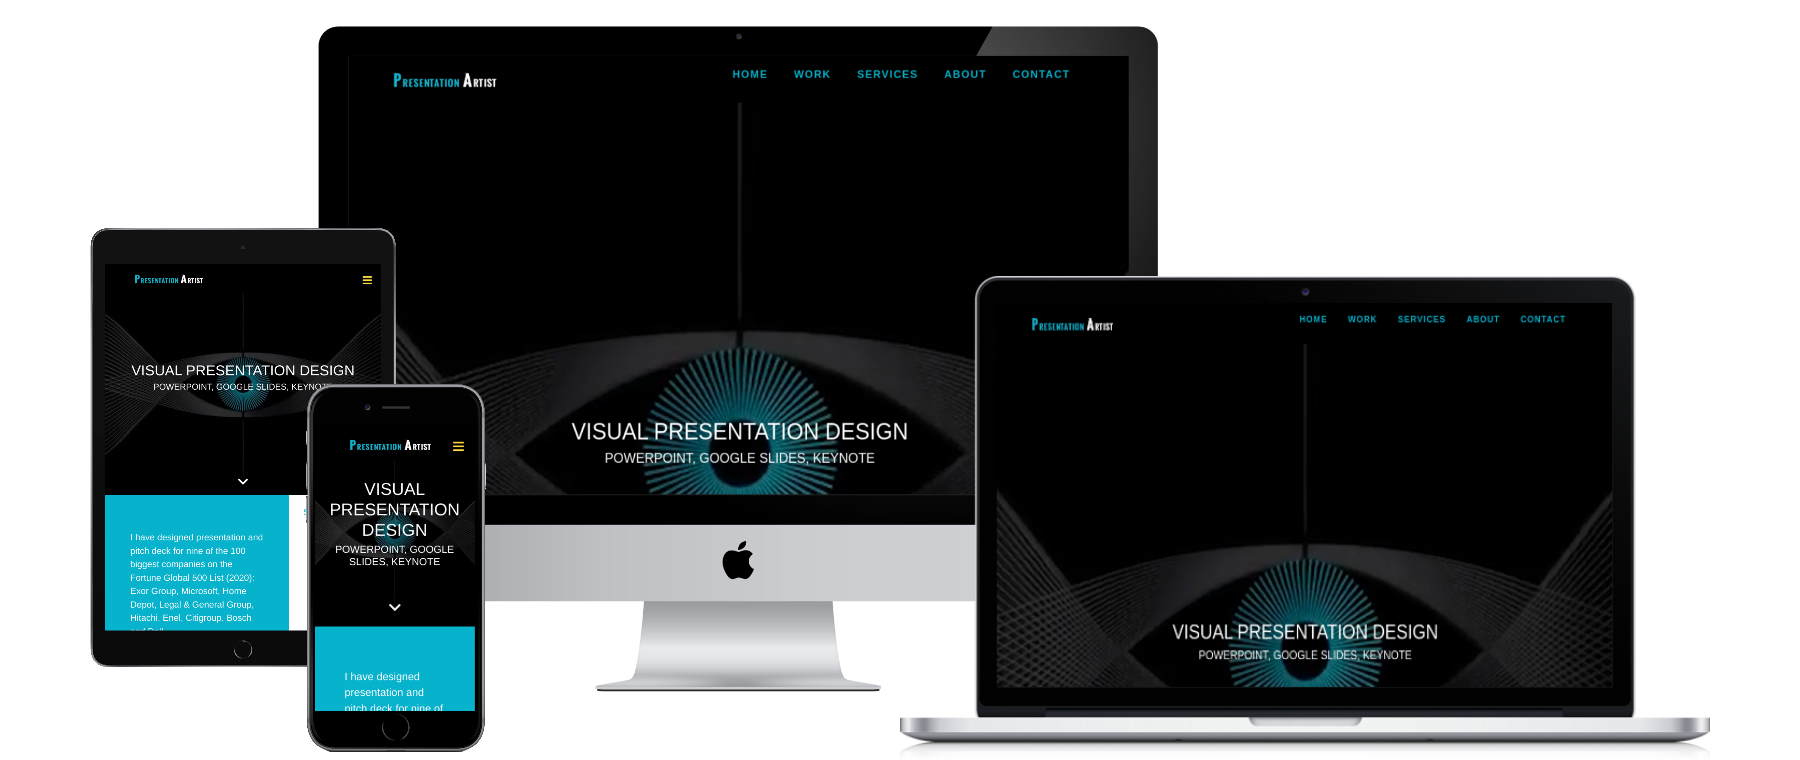 PRESENTATION ARTIST
HOME WORK SERVICES ABOUT CONTACT
VISUAL PRESENTATION DESIGN
POWERPOINT, GOOGLE SLIDES, KEYNOTE
PRESENTATION ARTIST
VISUAL PRESENTATION DESIGN
POWERPOINT, GOOGLE SLIDES,
I have designed presentation and
pitch deck for nine of the 100
biggest companies on the
Fortune Global 500 List (2020):
Exor Group, Microsoft, Home
Depot, Legal & General Group,
Hitachi, Enel, Citigroup, Bosch
PRESENTATION ARTIST
VISUAL
PRESENTATION
DESIGN
POWERPOINT, GOOGLE
SLIDES, KEYNOTE
I have designed
presentation and
pitch deck for nine of
PRESENTATION ARTIST
HOME WORK SERVICES ABOUT CONTACT
VISUAL PRESENTATION DESIGN
POWERPOINT, GOOGLE SLIDES, KEYNOTE